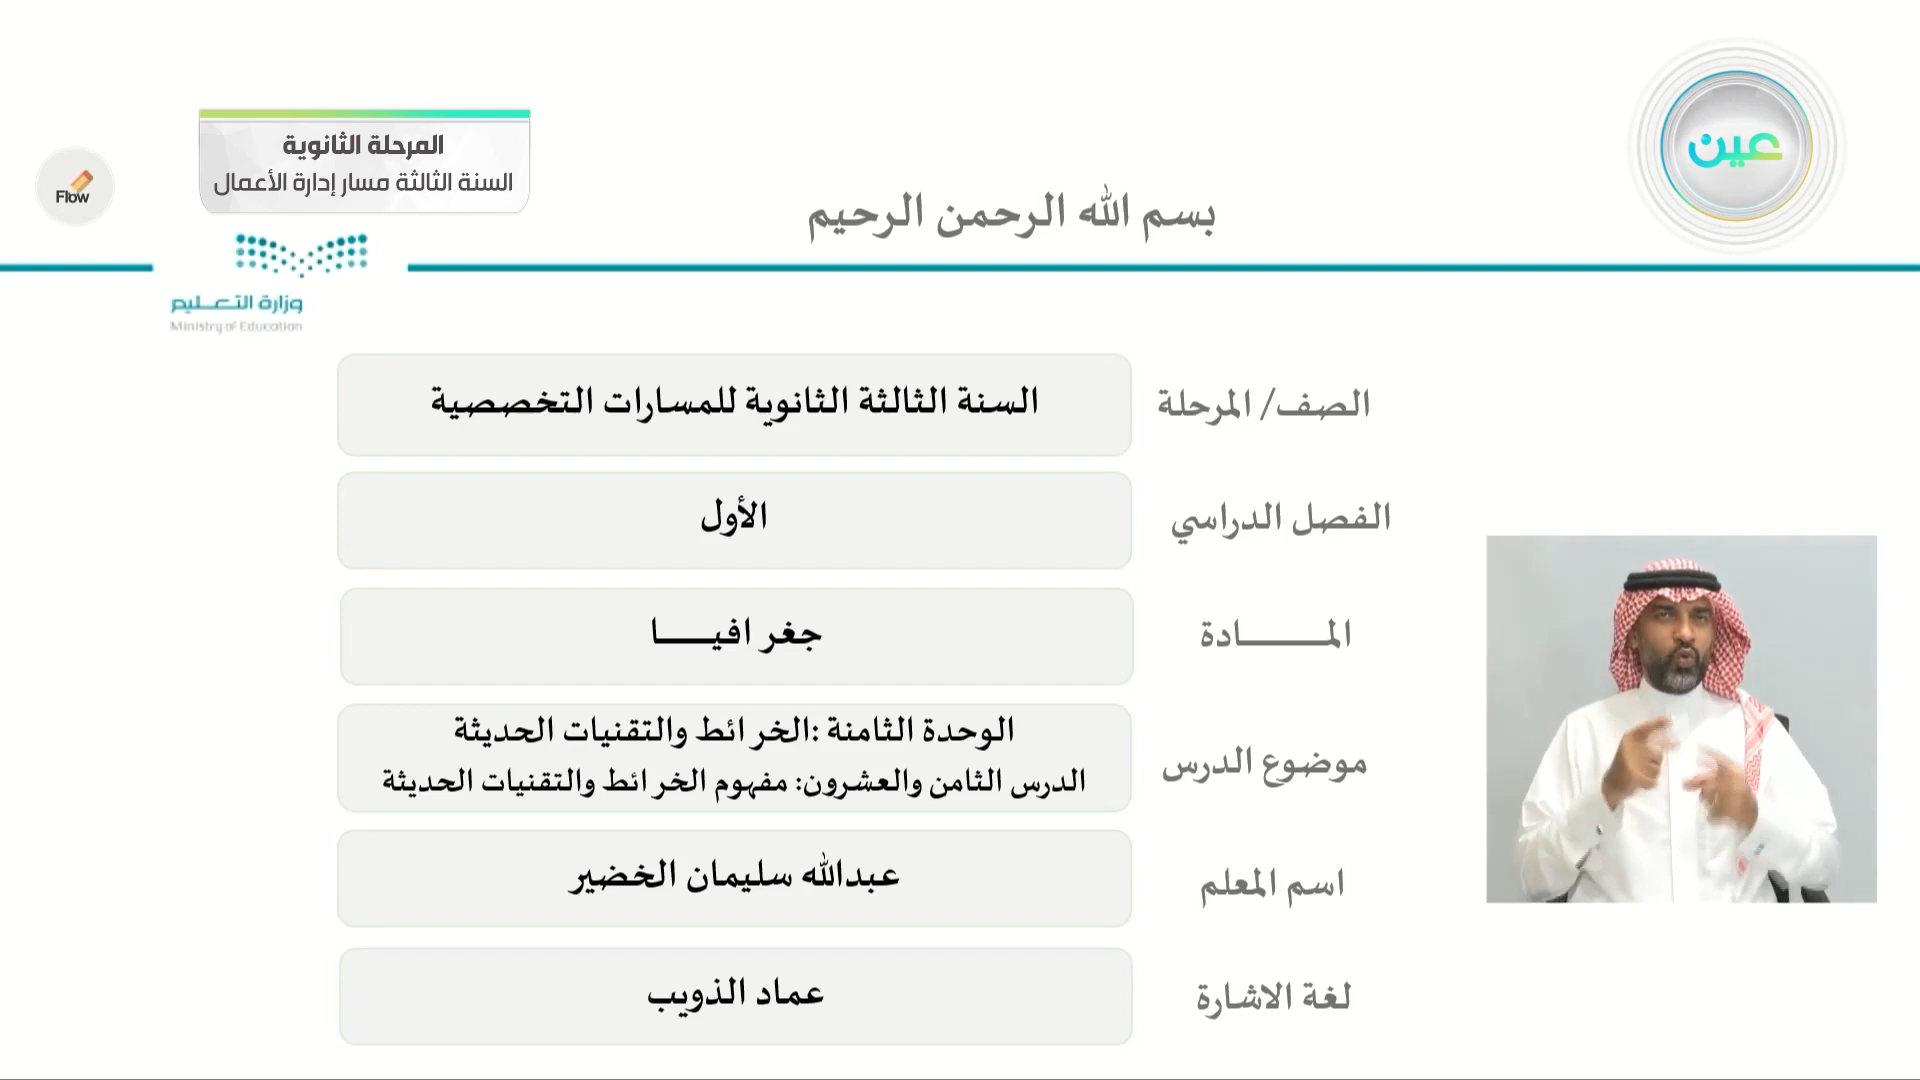 عين
المرحلة الثانوية
السنة الثالثة مسار إدارة الأعمال
Flow
بسم الله الرحمن الرحيم
وزارة التعليم
Ministry of Education
الصف/ المرحلة
السنة الثالثة الثانوية للمسارات التخصصية
الفصل الدراسي
الأول
المـــــــادة
جغرافيـــــا
موضوع الدرس
الوحدة الثامنة :الخرائط والتقنيات الحديثة
الدرس الثامن والعشرون: مفهوم الخرائط والتقنيات الحديثة
اسم المعلم
عبدالله سليمان الخضير
لغة الاشارة
عماد الذويب